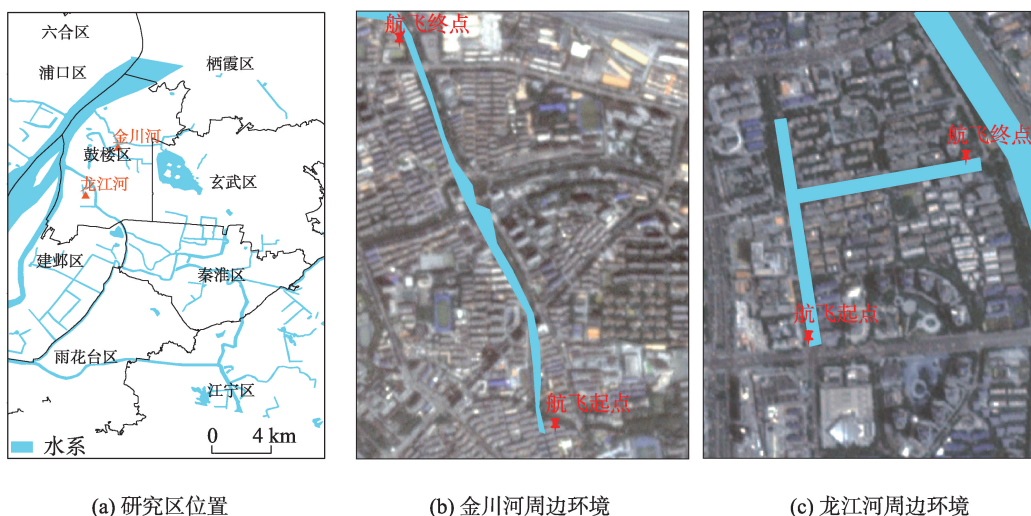 六合区
浦口区
栖霞区
金川河
鼓楼区
玄武区
龙江河
建邺区
秦淮区
雨花台区
江宁区
水系
0 4 km
航飞终点
航飞起点
航飞终点
航飞起点
(a) 研究区位置
(b) 金川河周边环境
(c) 龙江河周边环境